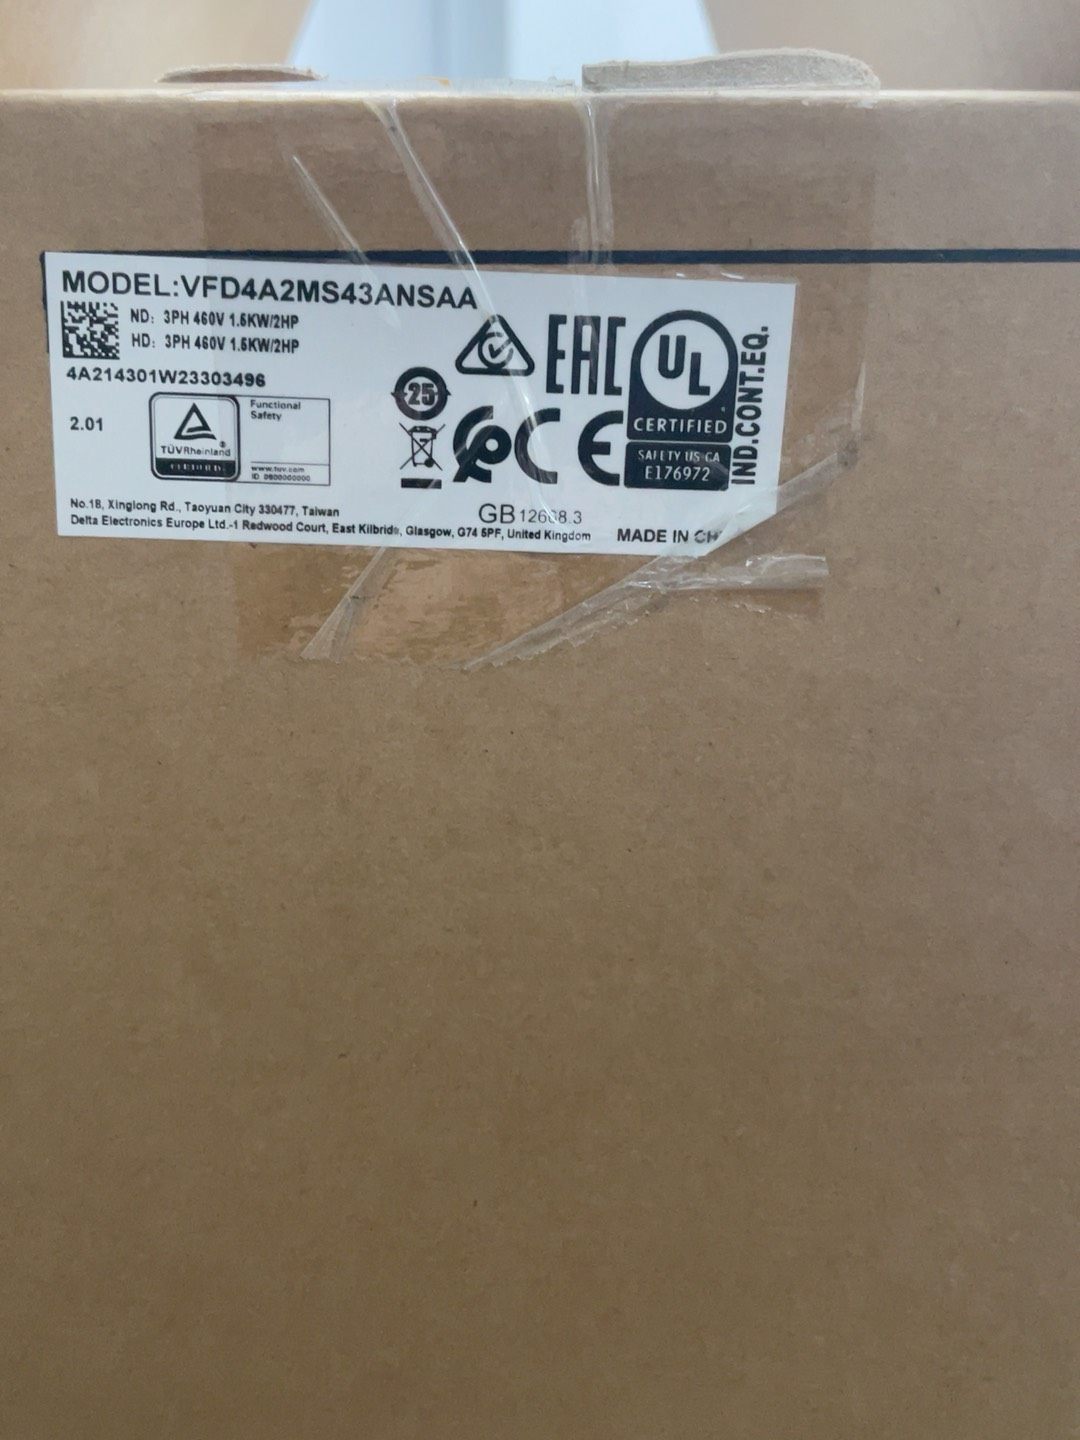 MODEL:VFD4A2MS43ANSAA
ND: 3PH 460V 1.5KW/2HP
HD: 3PH 460V 1.5KW/2HP
4A214301W23303496
2.01
TÜVRheinland
CERTIFIED
Functional
Safety
www.tuv.com
ID 0600000000
25
EAC
CE
UL
CERTIFIED
SAFETY US CA
E176972
IND.CONT.EQ.
GB 12668.3
No.18, Xinglong Rd., Taoyuan City 330477, Taiwan
Delta Electronics Europe Ltd.-1 Redwood Court, East Kilbride, Glasgow, G74 5PF, United Kingdom
MADE IN CH